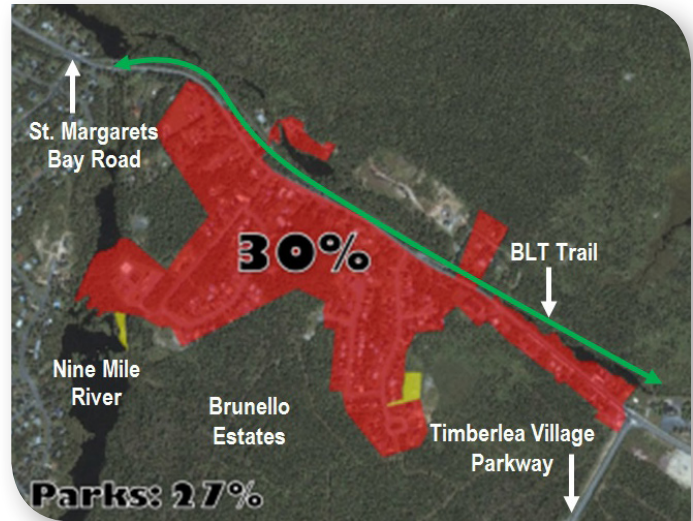 St. Margarets
Bay Road
30%
BLT Trail
Nine Mile
River
Brunello
Estates
Timberlea Village
Parkway
Parks: 27%